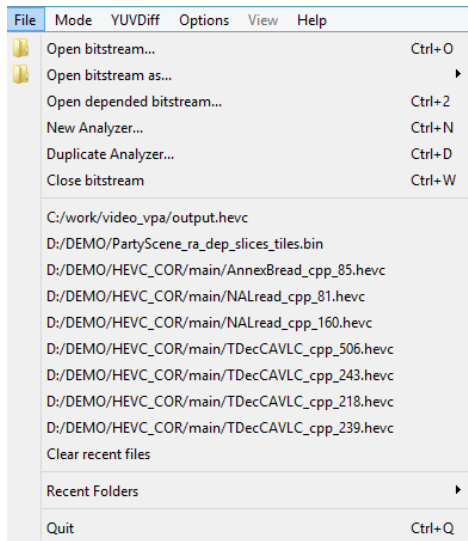 File Mode YUVDiff Options View Help
Open bitstream... Ctrl+O
Open bitstream as...
Open depended bitstream... Ctrl+2
New Analyzer... Ctrl+N
Duplicate Analyzer... Ctrl+D
Close bitstream Ctrl+W
C:/work/video_vpa/output.hevc
D:/DEMO/PartyScene_ra_dep_slices_tiles.bin
D:/DEMO/HEVC_COR/main/AnnexBread_cpp_85.hevc
D:/DEMO/HEVC_COR/main/NALread_cpp_81.hevc
D:/DEMO/HEVC_COR/main/NALread_cpp_160.hevc
D:/DEMO/HEVC_COR/main/TDecCAVLC_cpp_506.hevc
D:/DEMO/HEVC_COR/main/TDecCAVLC_cpp_243.hevc
D:/DEMO/HEVC_COR/main/TDecCAVLC_cpp_218.hevc
D:/DEMO/HEVC_COR/main/TDecCAVLC_cpp_239.hevc
Clear recent files
Recent Folders
Quit Ctrl+Q